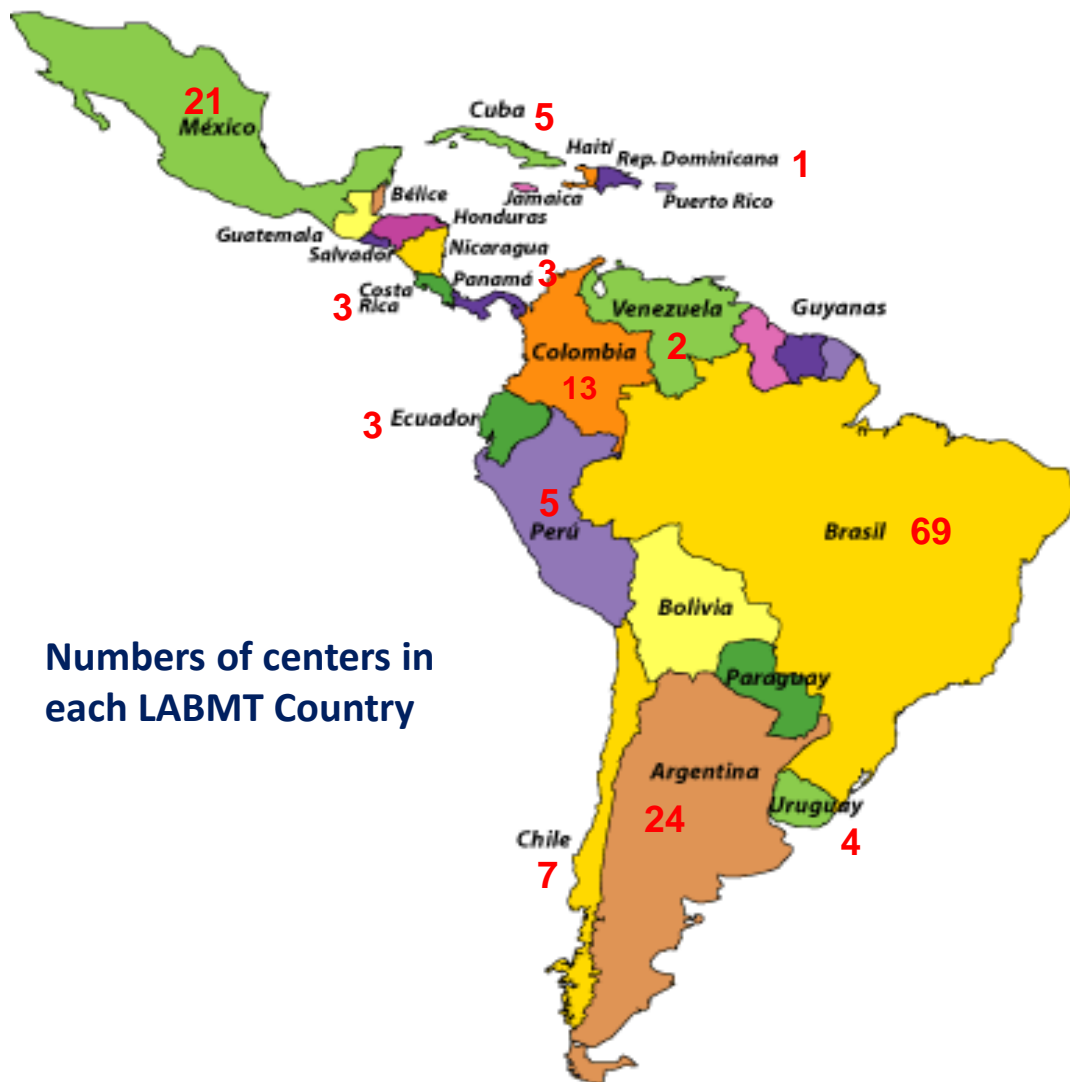 21
México
Cuba 5
Haití
Rep. Dominicana 1
Bélice
Jamaica
Puerto Rico
Honduras
Guatemala
Salvador
Nicaragua
Panamá 3
Costa
Rica
3
Venezuela
2
Guyanas
Colombia
13
3 Ecuador
5
Perú
Brasil 69
Bolivia
Numbers of centers in
each LABMT Country
Paraguay
Argentina
24
Uruguay
4
Chile
7